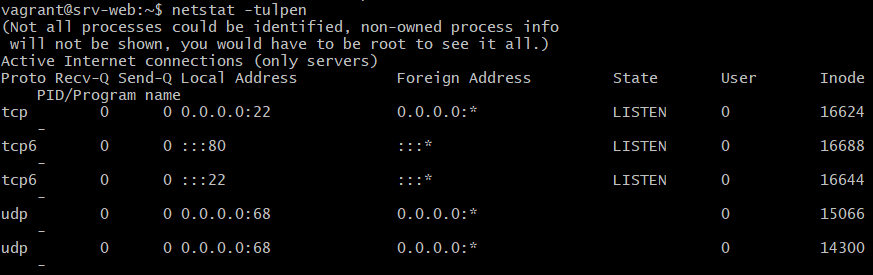 vagrant@srv-web:~$ netstat -tulpen
(Not all processes could be identified, non-owned process info
 will not be shown, you would have to be root to see it all.)
Active Internet connections (only servers)
Proto Recv-Q Send-Q Local Address           Foreign Address         State       User       Inode
    PID/Program name
tcp        0      0 0.0.0.0:22              0.0.0.0:*               LISTEN      0          16624
    -
tcp6       0      0 :::80                   :::*                    LISTEN      0          16688
    -
tcp6       0      0 :::22                   :::*                    LISTEN      0          16644
    -
udp        0      0 0.0.0.0:68              0.0.0.0:*                           0          15066
    -
udp        0      0 0.0.0.0:68              0.0.0.0:*                           0          14300
    -